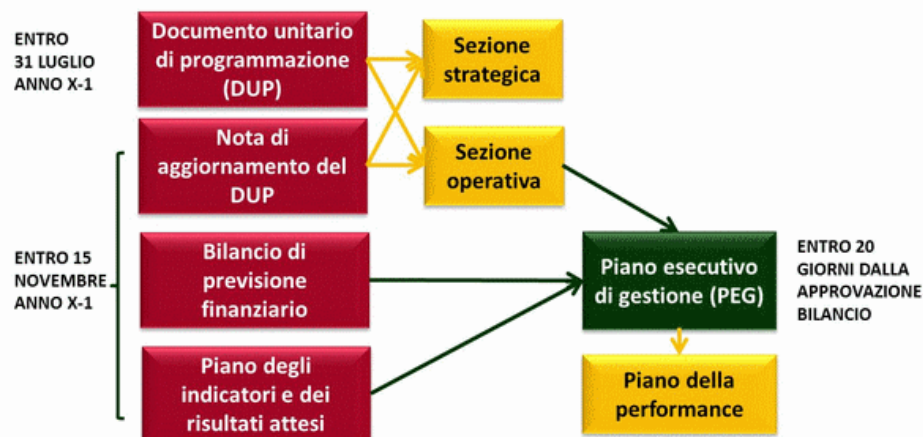 ENTRO
31 LUGLIO
ANNO X-1
Documento unitario
di programmazione
(DUP)
Sezione
strategica
Nota di
aggiornamento del
DUP
Sezione
operativa
ENTRO 15
NOVEMBRE
ANNO X-1
Bilancio di
previsione
finanziario
Piano esecutivo
di gestione (PEG)
ENTRO 20
GIORNI DALLA
APPROVAZIONE
BILANCIO
Piano degli
indicatori e dei
risultati attesi
Piano della
performance